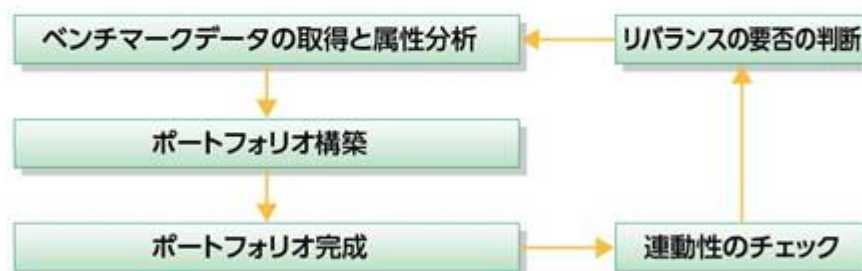 ベンチマークデータの取得と属性分析
リバランスの要否の判断
ポートフォリオ構築
ポートフォリオ完成
連動性のチェック